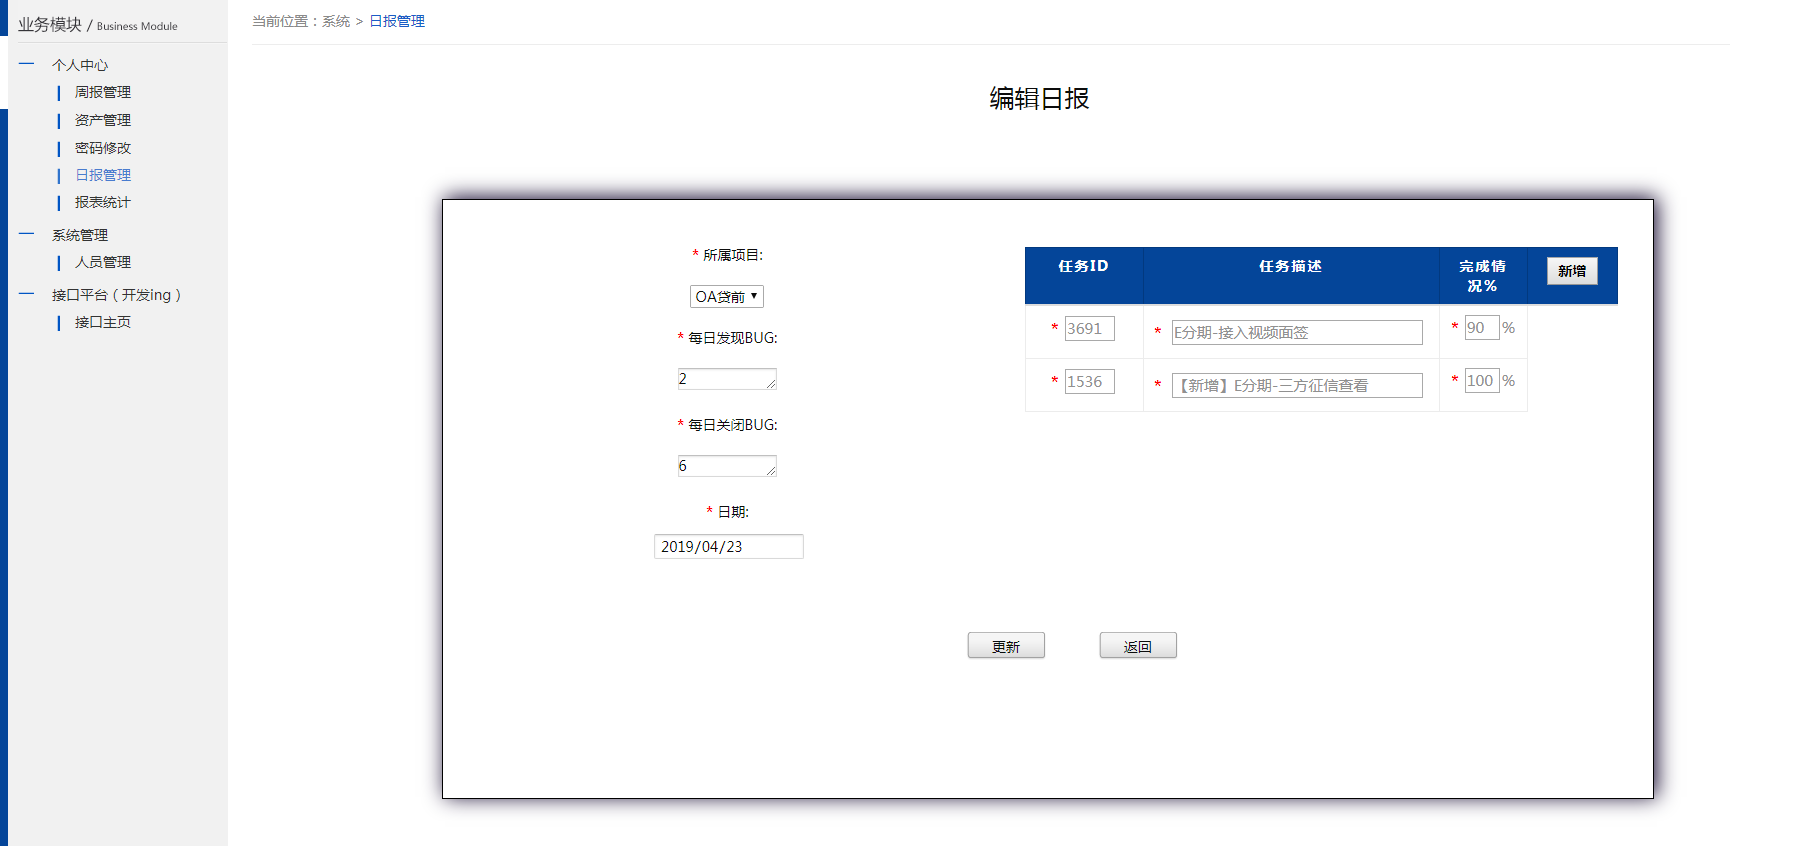 业务模块 / Business Module
个人中心
周报管理
资产管理
密码修改
日报管理
报表统计
系统管理
人员管理
接口平台（开发ing）
接口主页
当前位置：系统 > 日报管理
编辑日报
* 所属项目:
OA贷前
* 每日发现BUG:
2
* 每日关闭BUG:
6
* 日期:
2019/04/23
任务ID 任务描述 完成情况% 新增
* 3691 * E分期-接入视频面签 * 90 %
* 1536 * 【新增】E分期-三方征信查看 * 100 %
更新 返回